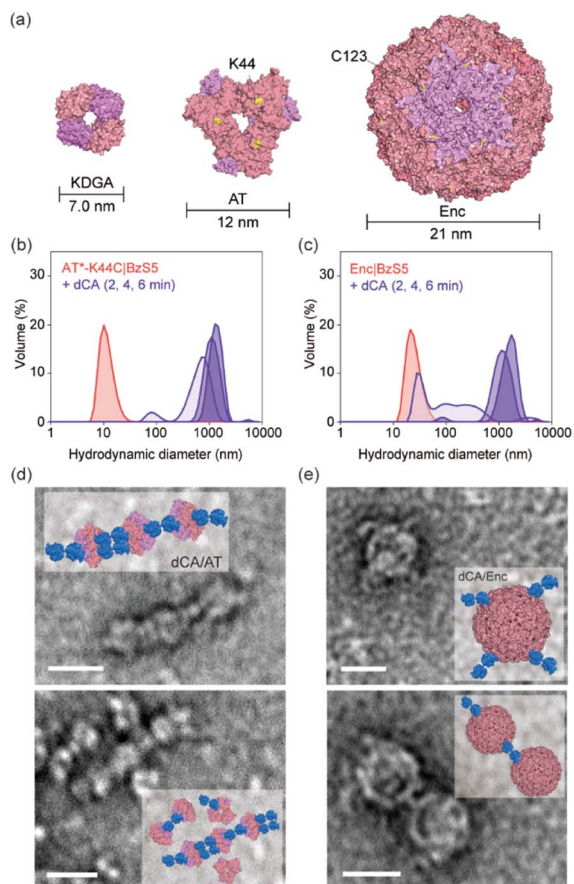 (a)
K44
C123
KDGA
7.0 nm
AT
12 nm
Enc
21 nm
(b)
(c)
30
20
10
0
Volume (%)
AT*-K44C|BzS5
+ dCA (2, 4, 6 min)
1
10
100
1000
10000
Hydrodynamic diameter (nm)
30
20
10
0
Volume (%)
Enc|BzS5
+ dCA (2, 4, 6 min)
1
10
100
1000
10000
Hydrodynamic diameter (nm)
(d)
(e)
dCA/AT
dCA/Enc